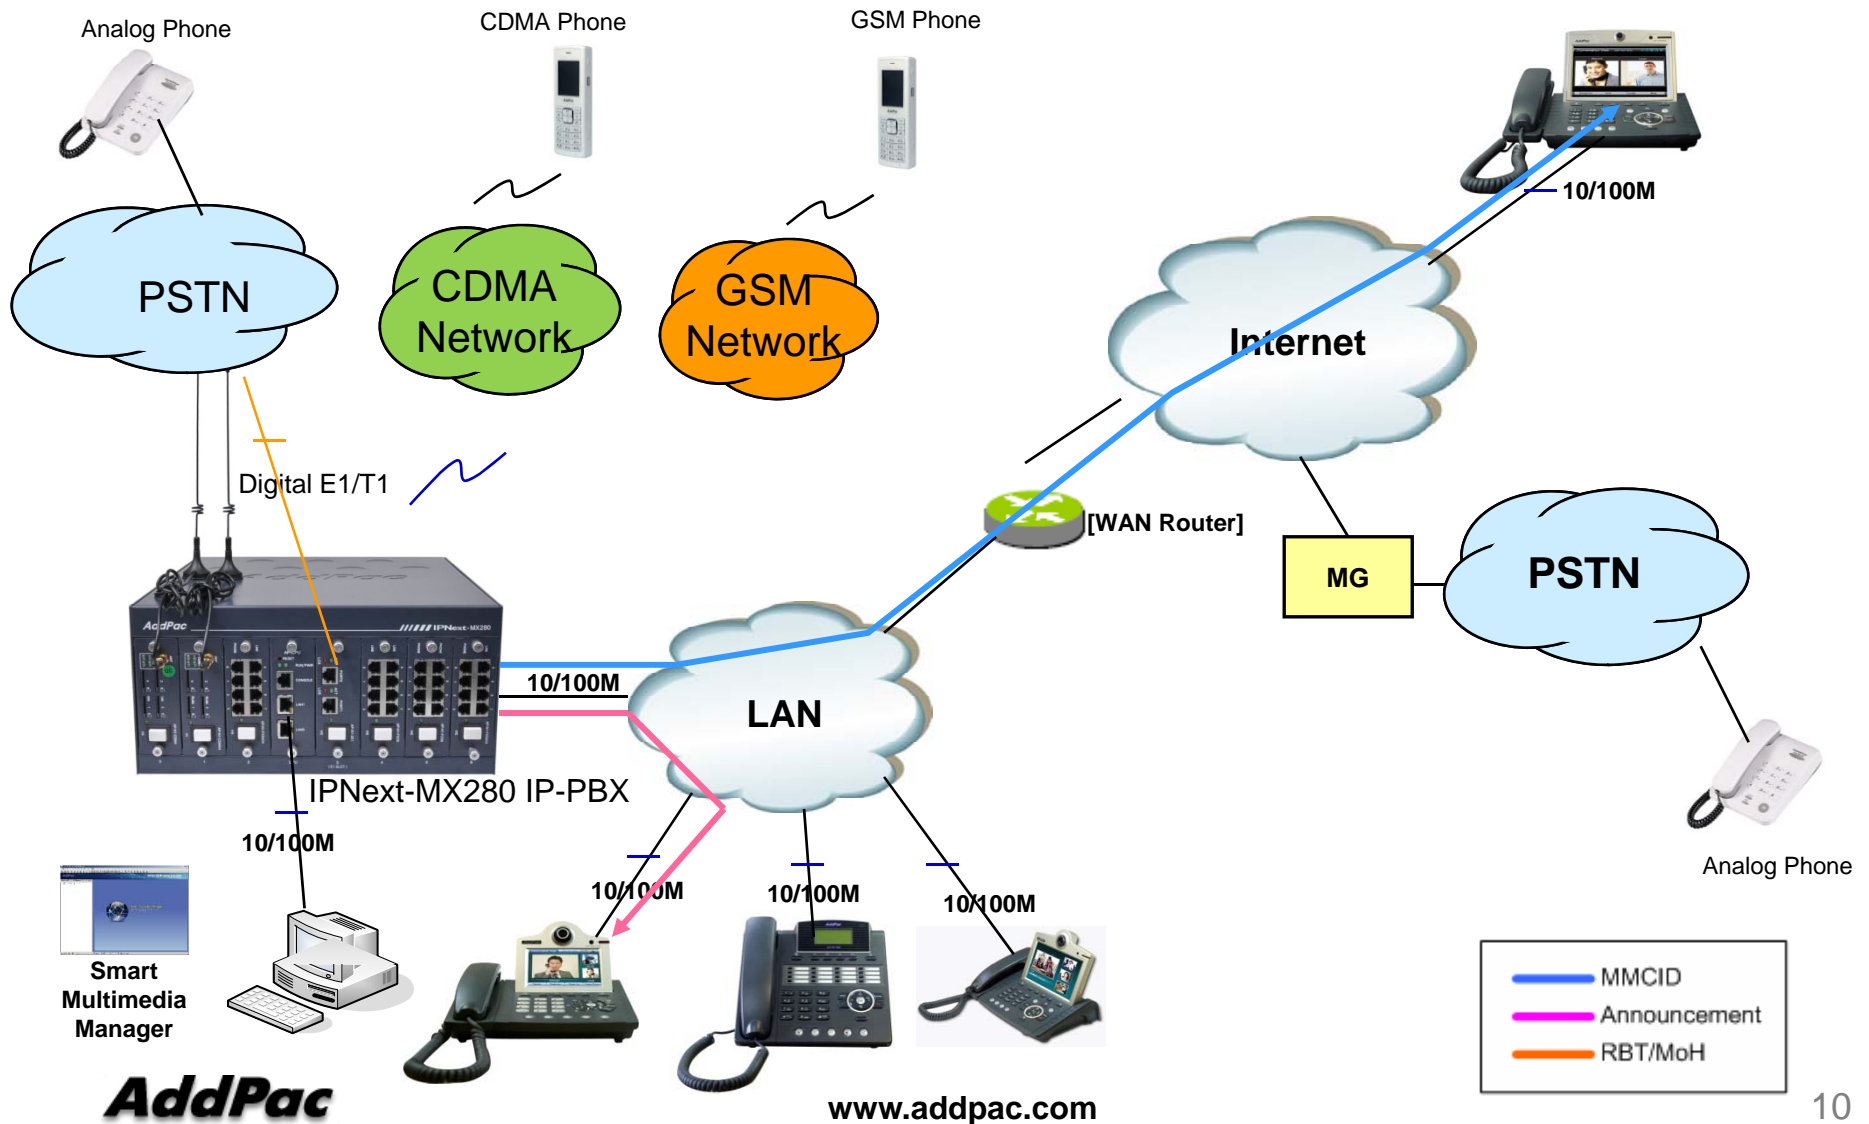 Analog Phone
CDMA Phone
GSM Phone
10/100M
PSTN
CDMA
Network
GSM
Network
Internet
Digital E1/T1
[WAN Router]
MG
PSTN
AddPac
IPNext-MX280
10/100M
LAN
IPNext-MX280 IP-PBX
10/100M
10/100M
10/100M
10/100M
Analog Phone
Smart
Multimedia
Manager
MMCID
Announcement
RBT/MoH
AddPac
www.addpac.com
10